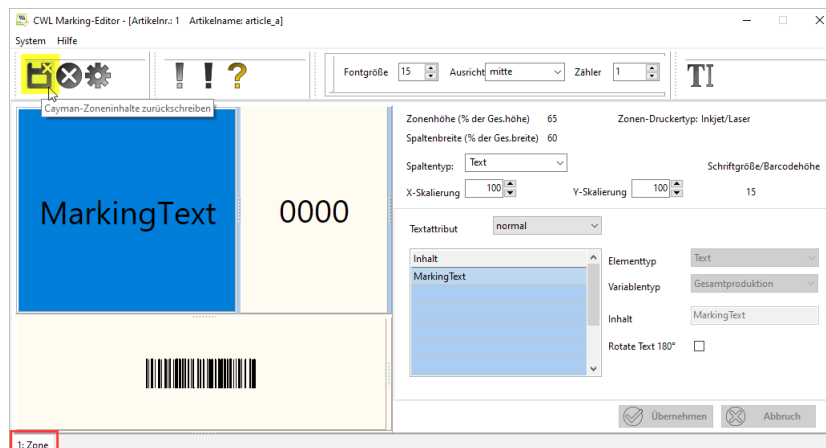 CWL Marking-Editor - [Artikelnr.: 1 Artikelname: article_a]
System Hilfe
Fontgröße 15 Ausricht mitte Zähler 1 TI
Cayman-Zoneninhalte zurückschreiben
Zonenhöhe (% der Ges.höhe) 65 Zonen-Druckertyp: Inkjet/Laser
Spaltenbreite (% der Ges.breite) 60
Spaltentyp: Text Schriftgröße/Barcodehöhe
X-Skalierung 100 Y-Skalierung 100 15
MarkingText 0000
Textattribut normal
Inhalt Elementtyp Text
MarkingText Variablentyp Gesamtproduktion
Inhalt MarkingText
Rotate Text 180°
Übernehmen Abbruch
1: Zone